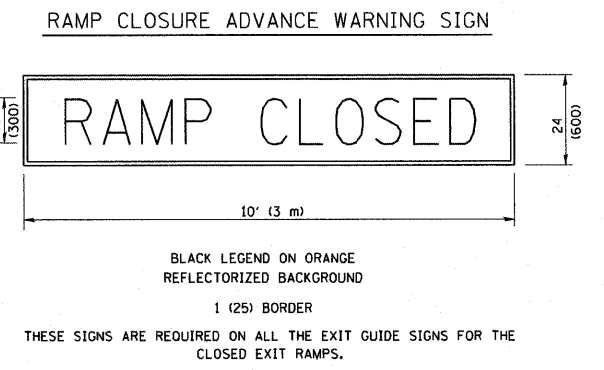 RAMP CLOSURE ADVANCE WARNING SIGN
RAMP CLOSED
(300)
24
(600)
10' (3 m)
BLACK LEGEND ON ORANGE
REFLECTORIZED BACKGROUND
1 (25) BORDER
THESE SIGNS ARE REQUIRED ON ALL THE EXIT GUIDE SIGNS FOR THE
CLOSED EXIT RAMPS.